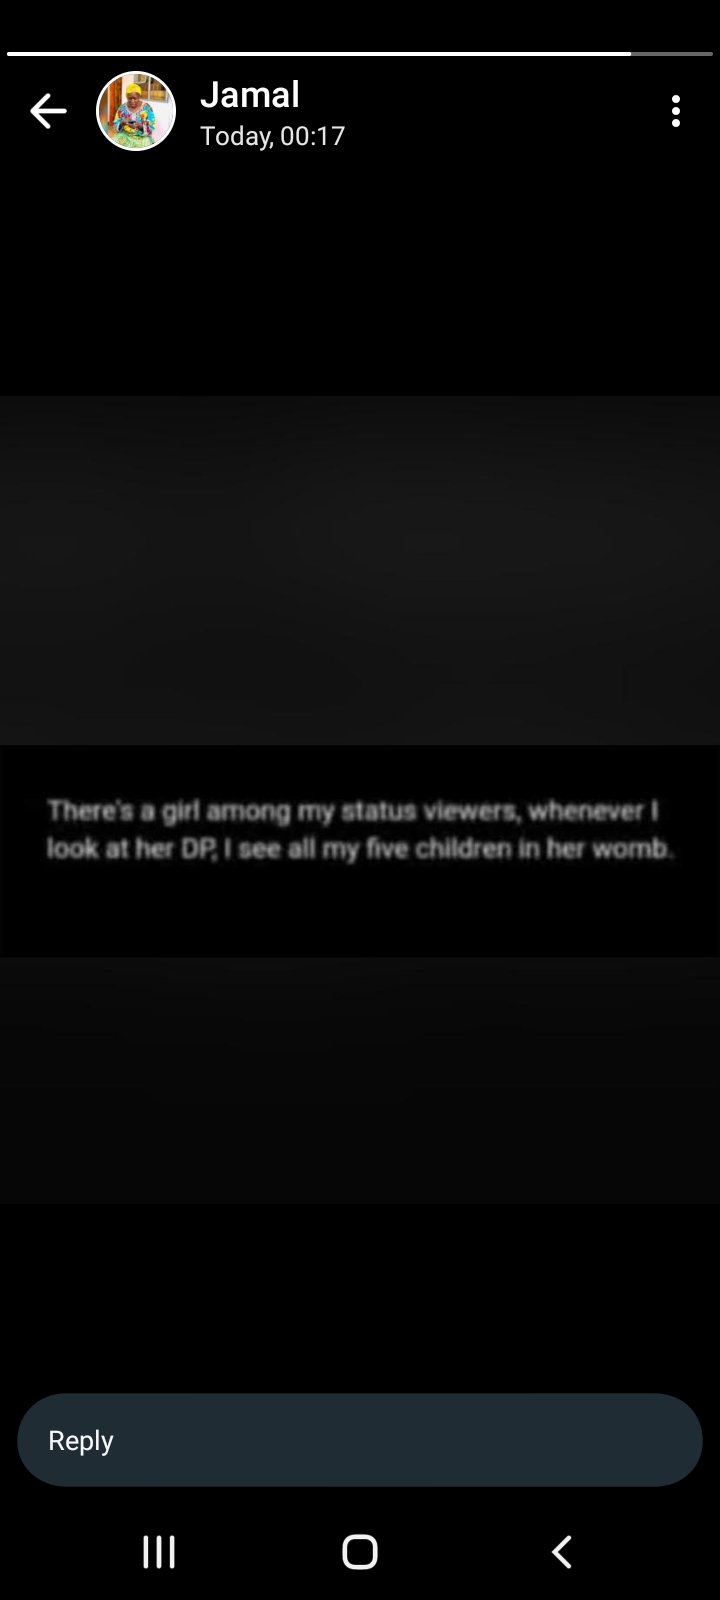 Jamal
Today, 00:17
There's a girl among my status viewers, whenever I
look at her DP, I see all my five children in her womb.
Reply